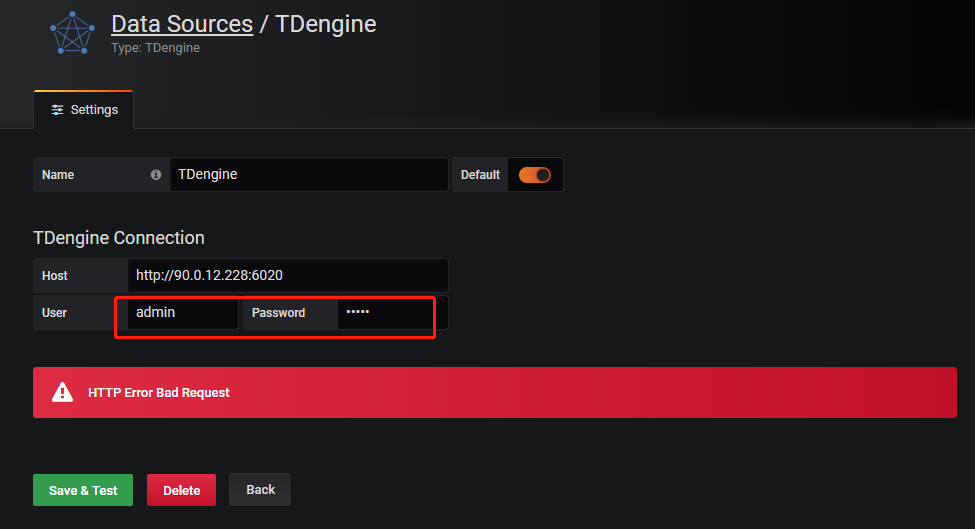 Data Sources / TDengine
Type: TDengine
Settings
Name TDengine Default
TDengine Connection
Host http://90.0.12.228:6020
User admin Password •••••
HTTP Error Bad Request
Save & Test Delete Back